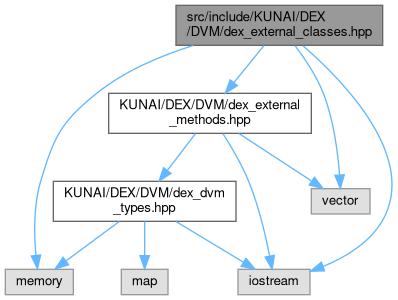 src/include/KUNAI/DEX
/DVM/dex_external_classes.hpp
KUNAI/DEX/DVM/dex_external
_methods.hpp
KUNAI/DEX/DVM/dex_dvm
_types.hpp
vector
memory
map
iostream